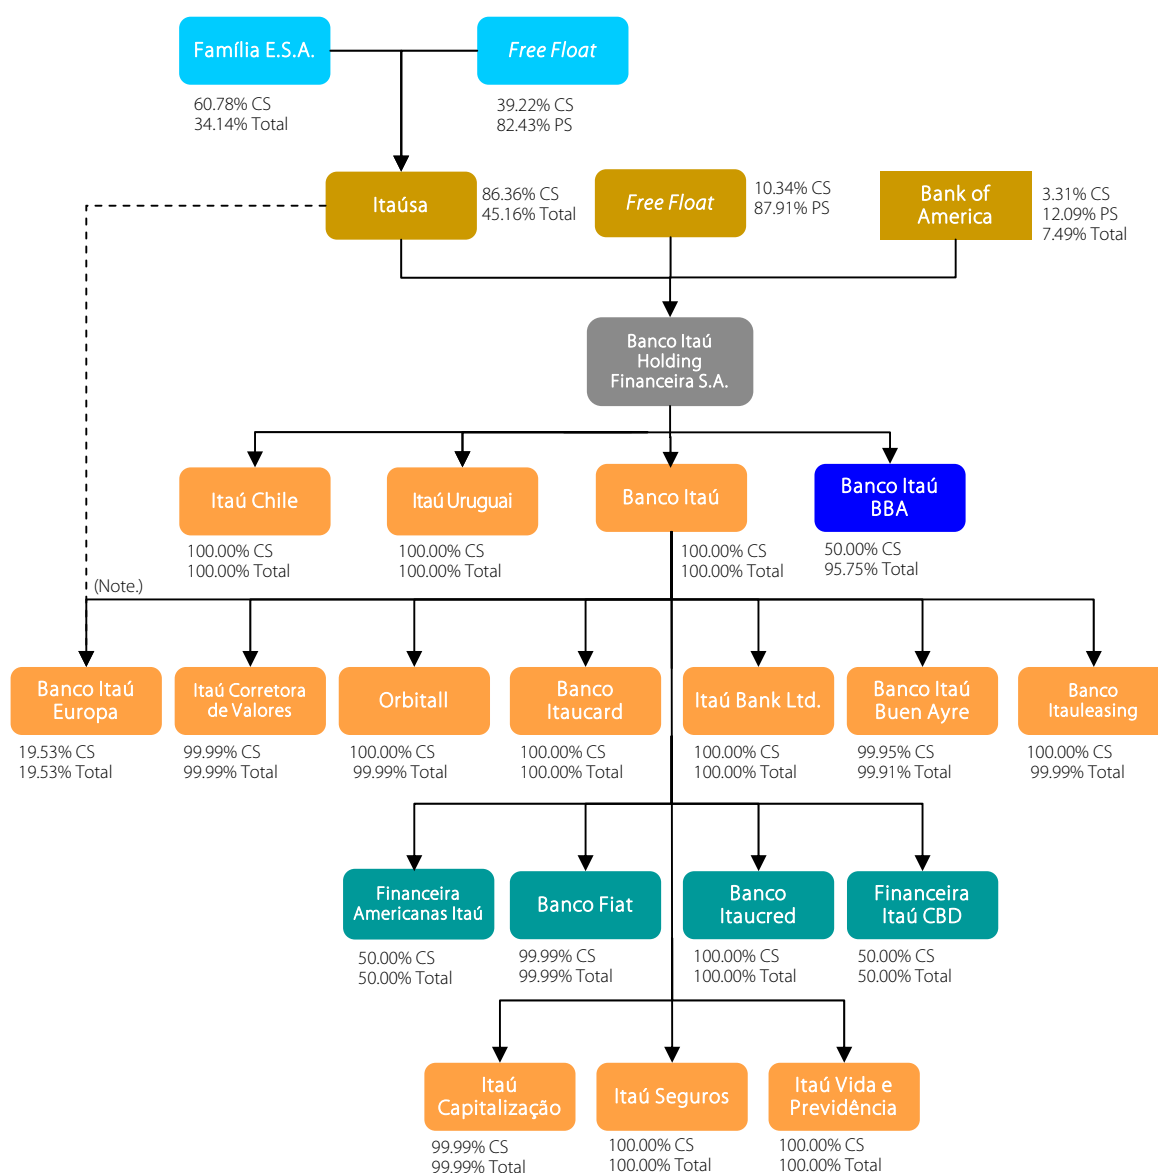 Família E.S.A.
Free Float
60.78% CS
34.14% Total
39.22% CS
82.43% PS
Itaúsa
86.36% CS
45.16% Total
Free Float
10.34% CS
87.91% PS
Bank of
America
3.31% CS
12.09% PS
7.49% Total
Banco Itaú
Holding
Financeira S.A.
Itaú Chile
100.00% CS
100.00% Total
Itaú Uruguai
100.00% CS
100.00% Total
Banco Itaú
100.00% CS
100.00% Total
Banco Itaú
BBA
50.00% CS
95.75% Total
(Note.)
Banco Itaú
Europa
19.53% CS
19.53% Total
Itaú Corretora
de Valores
99.99% CS
99.99% Total
Orbitall
100.00% CS
99.99% Total
Banco
Itaucard
100.00% CS
100.00% Total
Itaú Bank Ltd.
100.00% CS
100.00% Total
Banco Itaú
Buen Ayre
99.95% CS
99.91% Total
Banco
Itauleasing
100.00% CS
99.99% Total
Financeira
Americanas Itaú
50.00% CS
50.00% Total
Banco Fiat
99.99% CS
99.99% Total
Banco
Itaucred
100.00% CS
100.00% Total
Financeira
Itaú CBD
50.00% CS
50.00% Total
Itaú
Capitalização
99.99% CS
99.99% Total
Itaú Seguros
100.00% CS
100.00% Total
Itaú Vida e
Previdência
100.00% CS
100.00% Total